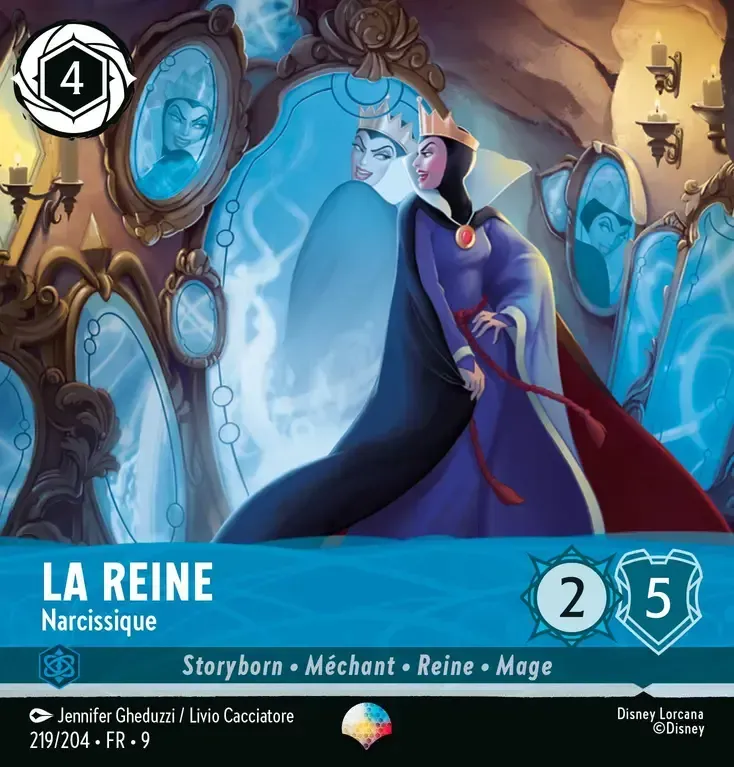 4
LA REINE
Narcissique
2
5
Storyborn • Méchant • Reine • Mage
Jennifer Gheduzzi / Livio Cacciatore
219/204 • FR • 9
Disney Lorcana
©Disney